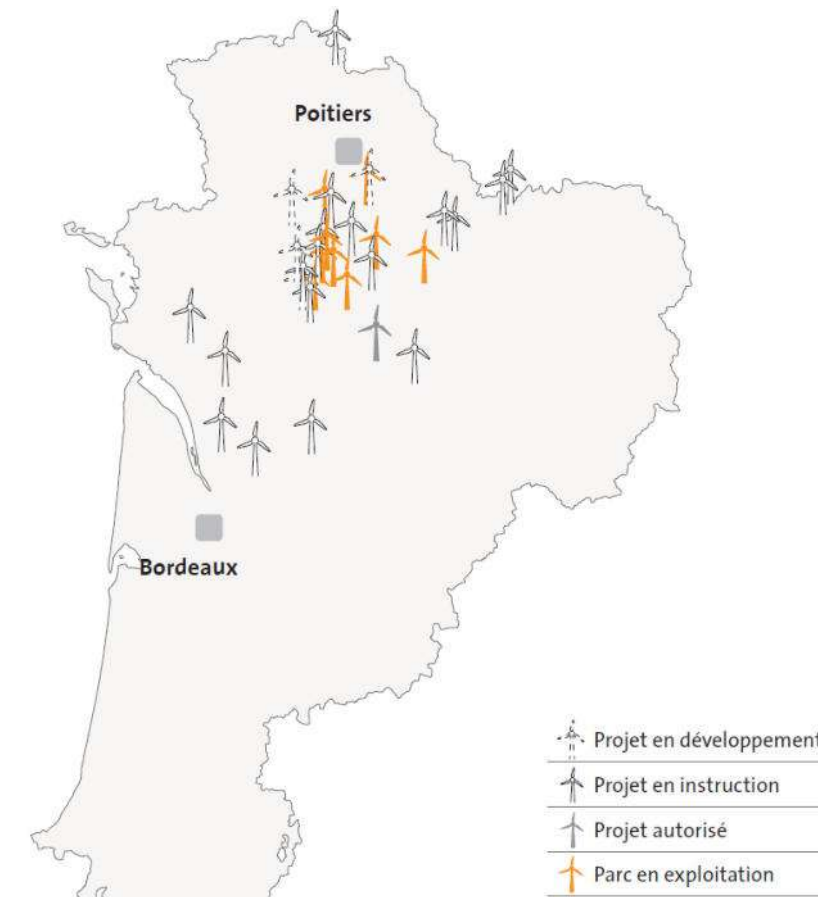 Poitiers
Bordeaux
Projet en développement
Projet en instruction
Projet autorisé
Parc en exploitation